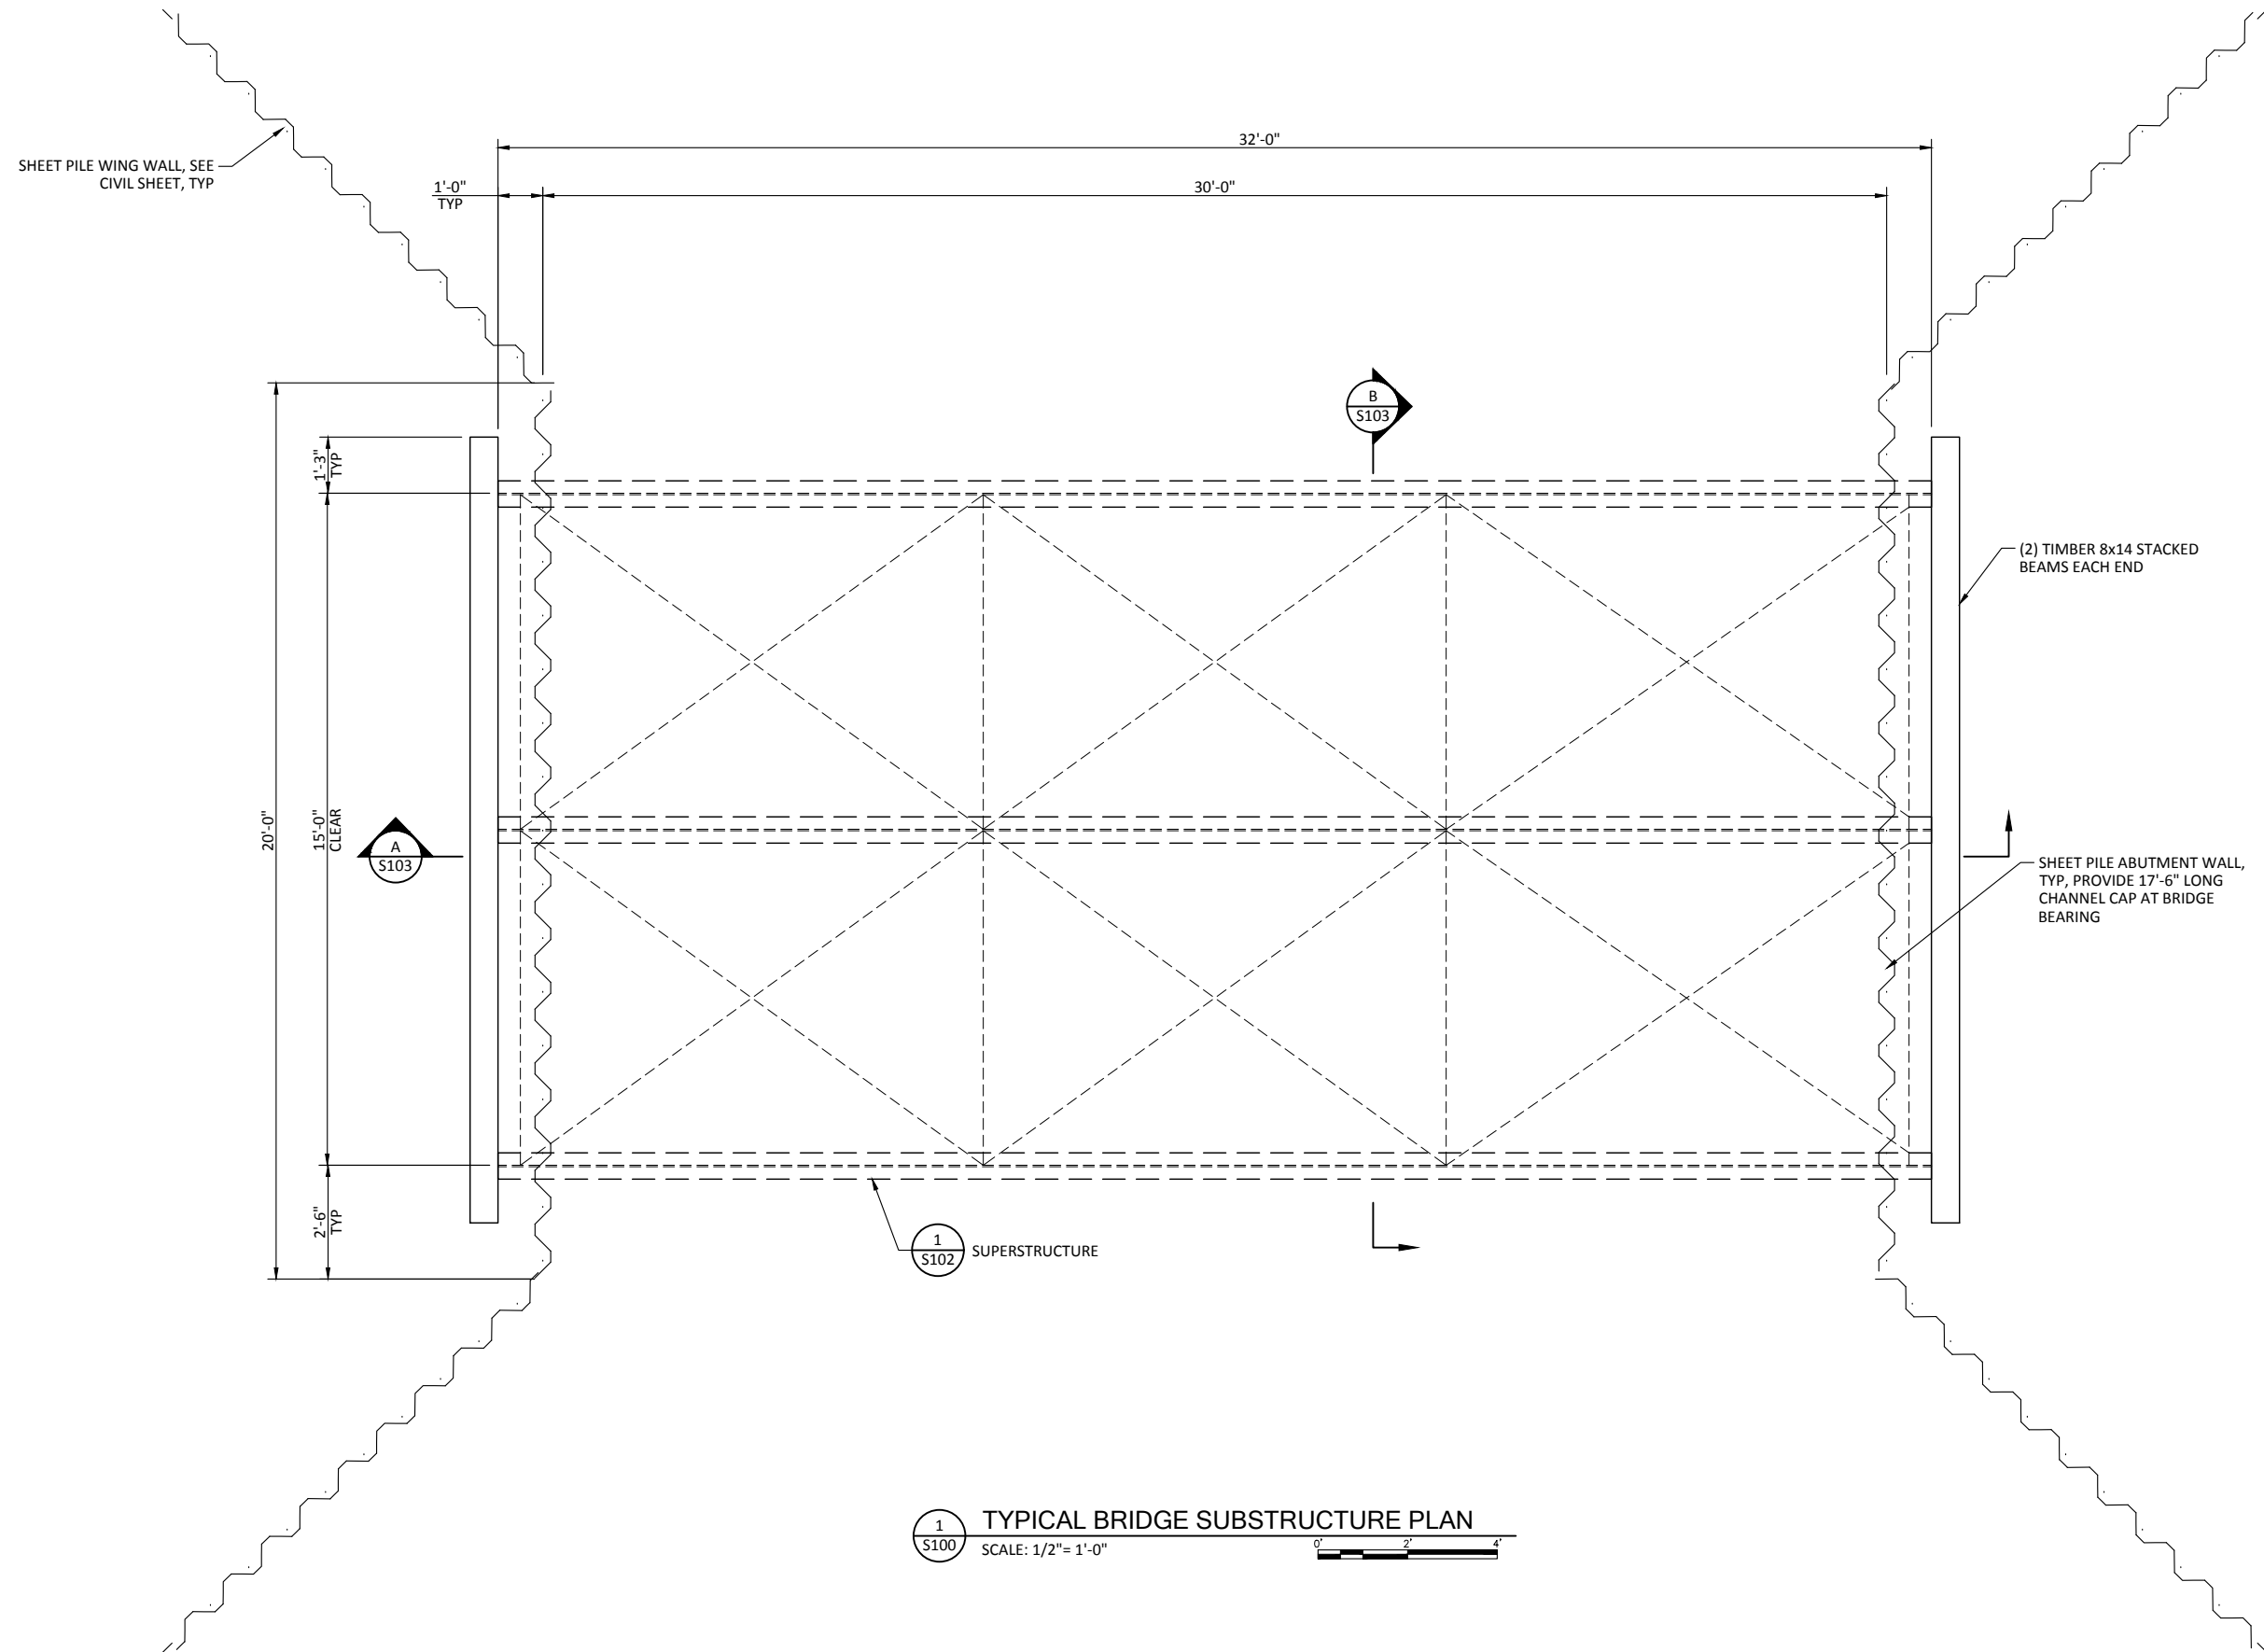 32'-0"
SHEET PILE WING WALL, SEE
CIVIL SHEET, TYP
1'-0"
TYP
30'-0"
B
S103
1'-3"
TYP
(2) TIMBER 8x14 STACKED
BEAMS EACH END
20'-0"
15'-0"
CLEAR
A
S103
SHEET PILE ABUTMENT WALL,
TYP, PROVIDE 17'-6" LONG
CHANNEL CAP AT BRIDGE
BEARING
2'-6"
TYP
1
S102
SUPERSTRUCTURE
1
S100
TYPICAL BRIDGE SUBSTRUCTURE PLAN
SCALE: 1/2"= 1'-0"
0' 2' 4'